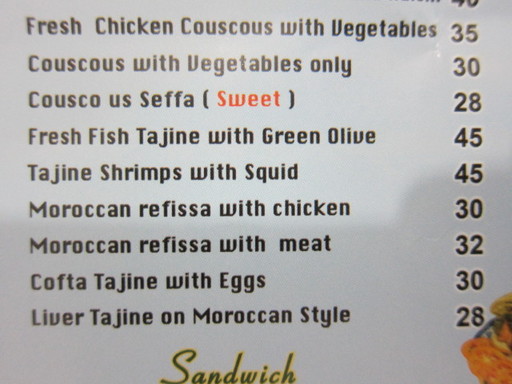 Fresh Chicken Couscous with Vegetables 35
Couscous with Vegetables only 30
Cousco us Seffa ( Sweet ) 28
Fresh Fish Tajine with Green Olive 45
Tajine Shrimps with Squid 45
Moroccan refissa with chicken 30
Moroccan refissa with meat 32
Cofta Tajine with Eggs 30
Liver Tajine on Moroccan Style 28
Sandwich